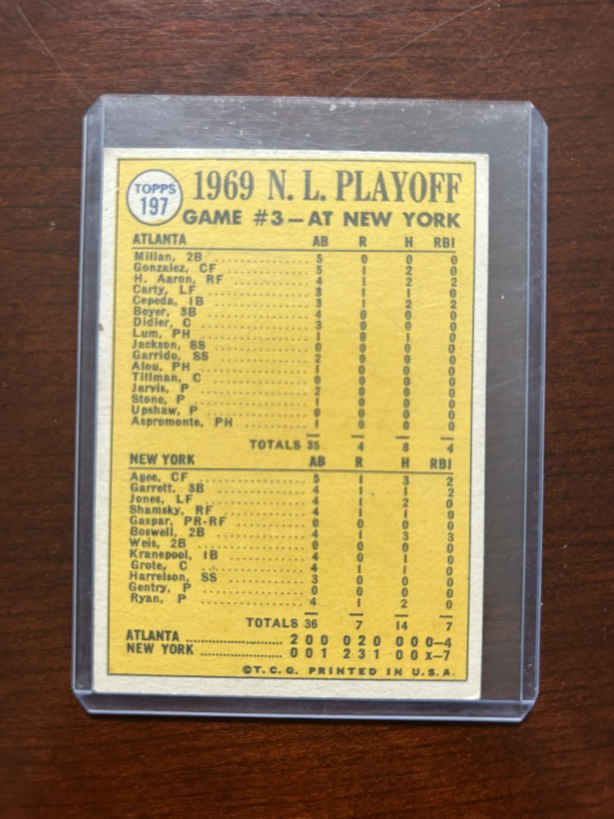 TOPPS
197
1969 N. L. PLAYOFF
GAME #3—AT NEW YORK
ATLANTA AB R H RBI
Millan, 2B 5 0 0 0
Gonzalez, CF 5 1 2 0
H. Aaron, RF 4 1 2 2
Carty, LF 3 1 1 0
Cepeda, 1B 3 1 2 2
Boyer, 3B 4 0 0 0
Didier, C 3 0 0 0
Lum, PH 1 0 1 0
Jackson, SS 0 0 0 0
Garrido, SS 2 0 0 0
Alou, PH 1 0 0 0
Tillman, C 0 0 0 0
Jarvis, P 2 0 0 0
Stone, P 1 0 0 0
Upshaw, P 0 0 0 0
Aspromonte, PH 1 0 0 0
TOTALS 35 4 8 4
NEW YORK AB R H RBI
Agee, CF 5 1 3 2
Garrett, 3B 4 1 1 2
Jones, LF 4 1 2 0
Shamsky, RF 4 1 1 0
Gaspar, PR-RF 0 0 0 0
Boswell, 2B 4 1 3 3
Weis, 2B 0 0 0 0
Kranepool, 1B 4 0 1 0
Grote, C 4 1 1 0
Harrelson, SS 3 0 0 0
Gentry, P 0 0 0 0
Ryan, P 4 1 2 0
TOTALS 36 7 14 7
ATLANTA 2 0 0 0 2 0 0 0 0—4
NEW YORK 0 0 1 2 3 1 0 0 x—7
©T. C. G. PRINTED IN U. S. A.